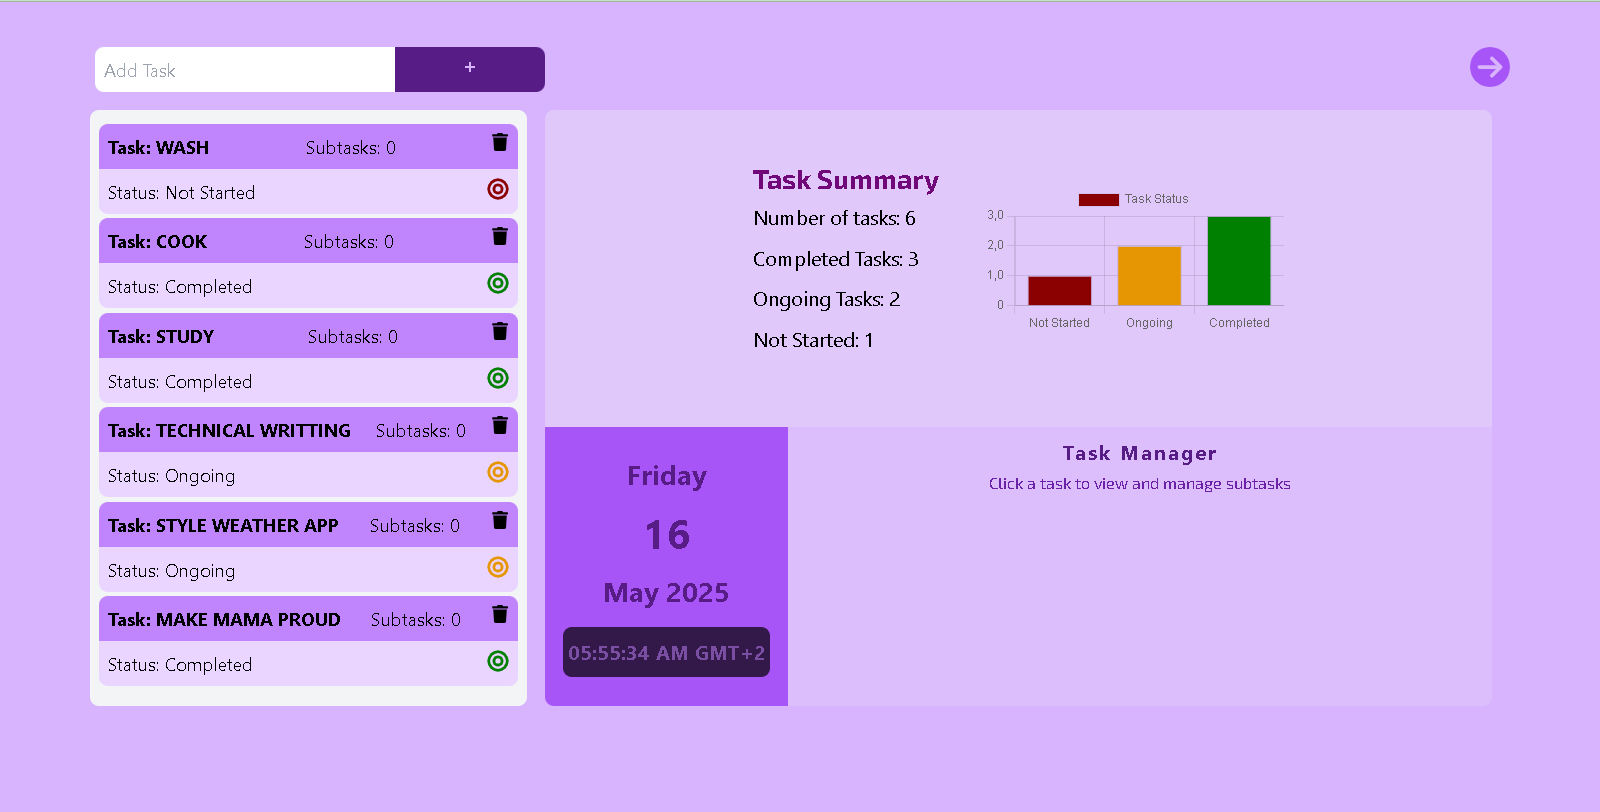 Add Task
+
Task: WASH Subtasks: 0
Status: Not Started
Task: COOK Subtasks: 0
Status: Completed
Task: STUDY Subtasks: 0
Status: Completed
Task: TECHNICAL WRITTING Subtasks: 0
Status: Ongoing
Task: STYLE WEATHER APP Subtasks: 0
Status: Ongoing
Task: MAKE MAMA PROUD Subtasks: 0
Status: Completed
Task Summary
Number of tasks: 6
Completed Tasks: 3
Ongoing Tasks: 2
Not Started: 1
Task Status
3,0
2,0
1,0
0
Not Started Ongoing Completed
Friday
16
May 2025
05:55:34 AM GMT+2
Task Manager
Click a task to view and manage subtasks